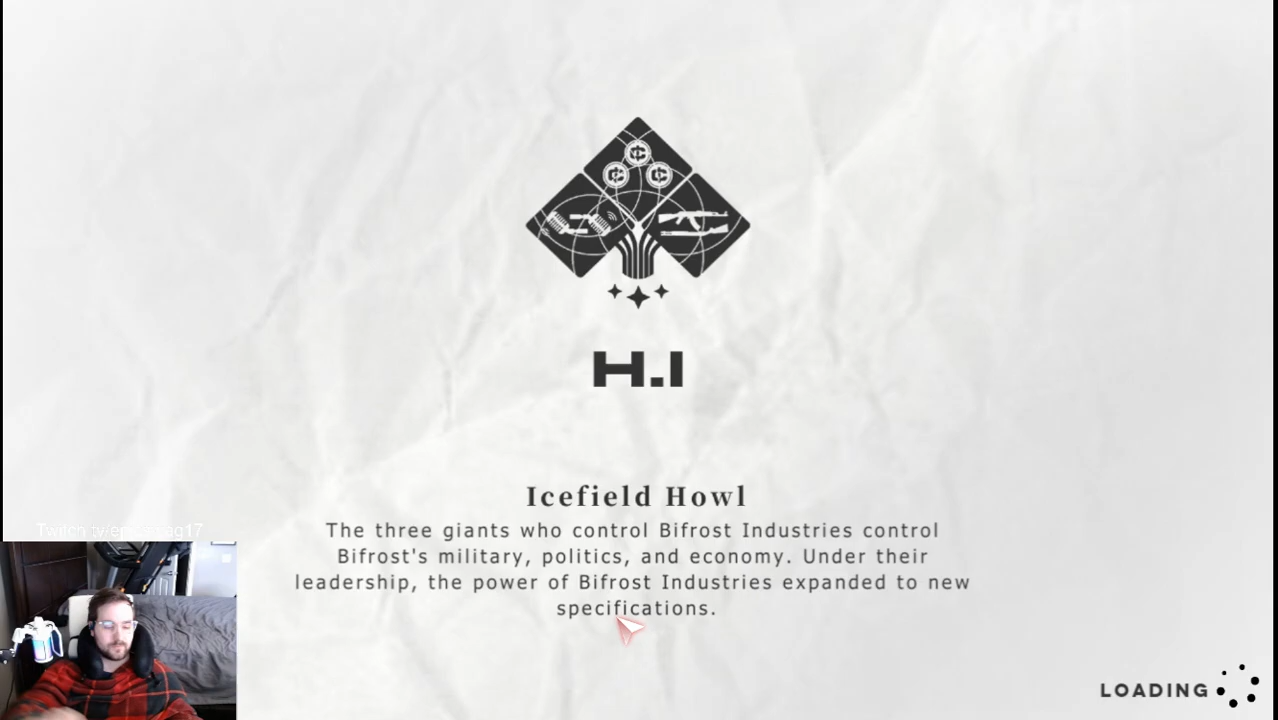 H.I
Icefield Howl
The three giants who control Bifrost Industries control
Bifrost's military, politics, and economy. Under their
leadership, the power of Bifrost Industries expanded to new
specifications.
LOADING